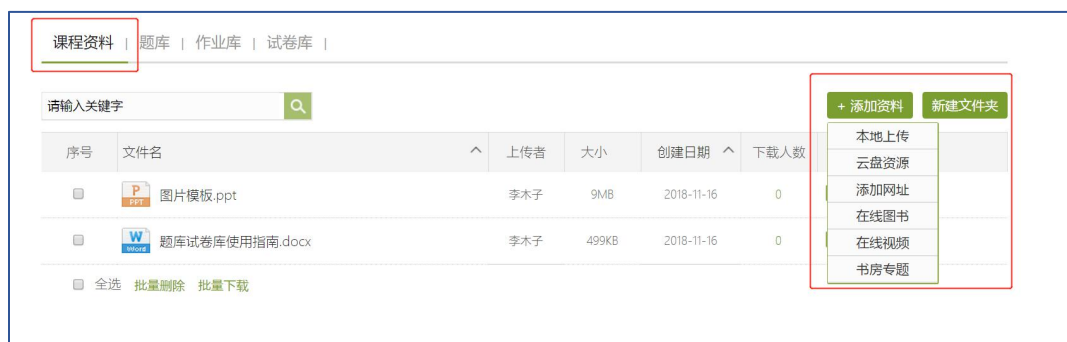 课程资料 | 题库 | 作业库 | 试卷库 |
请输入关键字 + 添加资料 新建文件夹
序号 文件名 上传者 大小 创建日期 下载人数
P PPT 图片模板.ppt 李木子 9MB 2018-11-16 0
W Word 题库试卷库使用指南.docx 李木子 499KB 2018-11-16 0
全选 批量删除 批量下载
本地上传
云盘资源
添加网址
在线图书
在线视频
书房专题